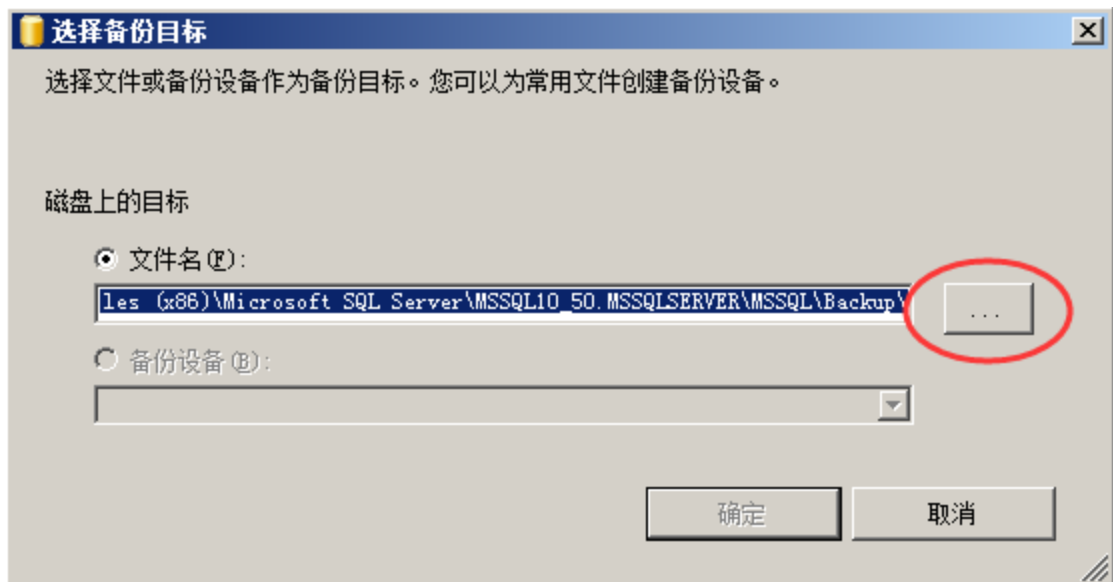 选择备份目标
选择文件或备份设备作为备份目标。您可以为常用文件创建备份设备。
磁盘上的目标
文件名(F):
les (x86)\Microsoft SQL Server\MSSQL10_50.MSSQLSERVER\MSSQL\Backup\
...
备份设备(B):
确定
取消